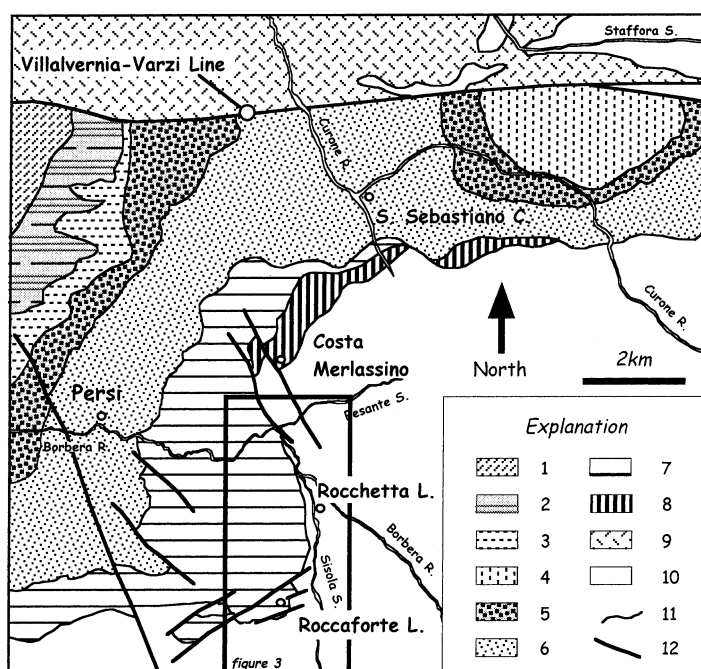 Staffora S.
Villalvernia-Varzi Line
Curone R.
S. Sebastiano C.
Curone R.
Costa
Merlassino
North
2km
Persi
Besante S.
Borbera R.
Explanation
1 7
2 8
3 9
4 10
5 11
6 12
Rocchetta L.
Borbera R.
Sisola S.
Roccaforte L.
figure 3